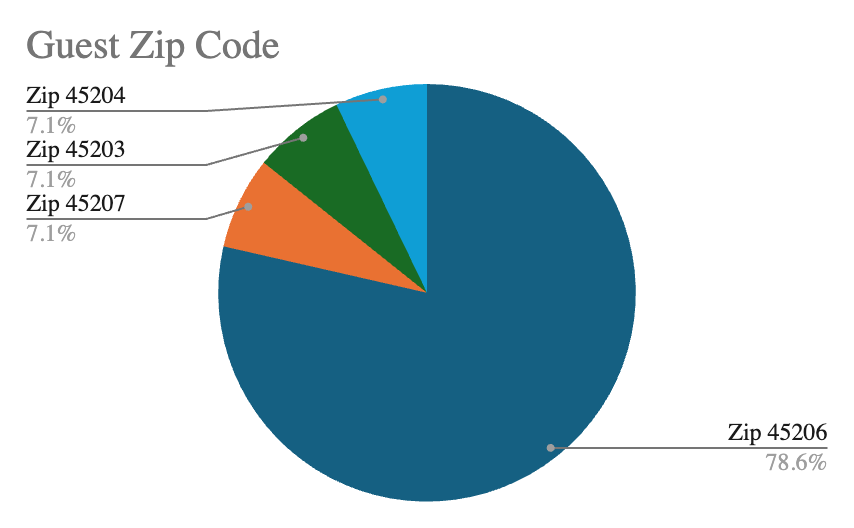 Guest Zip Code
Zip 45204
7.1%
Zip 45203
7.1%
Zip 45207
7.1%
Zip 45206
78.6%